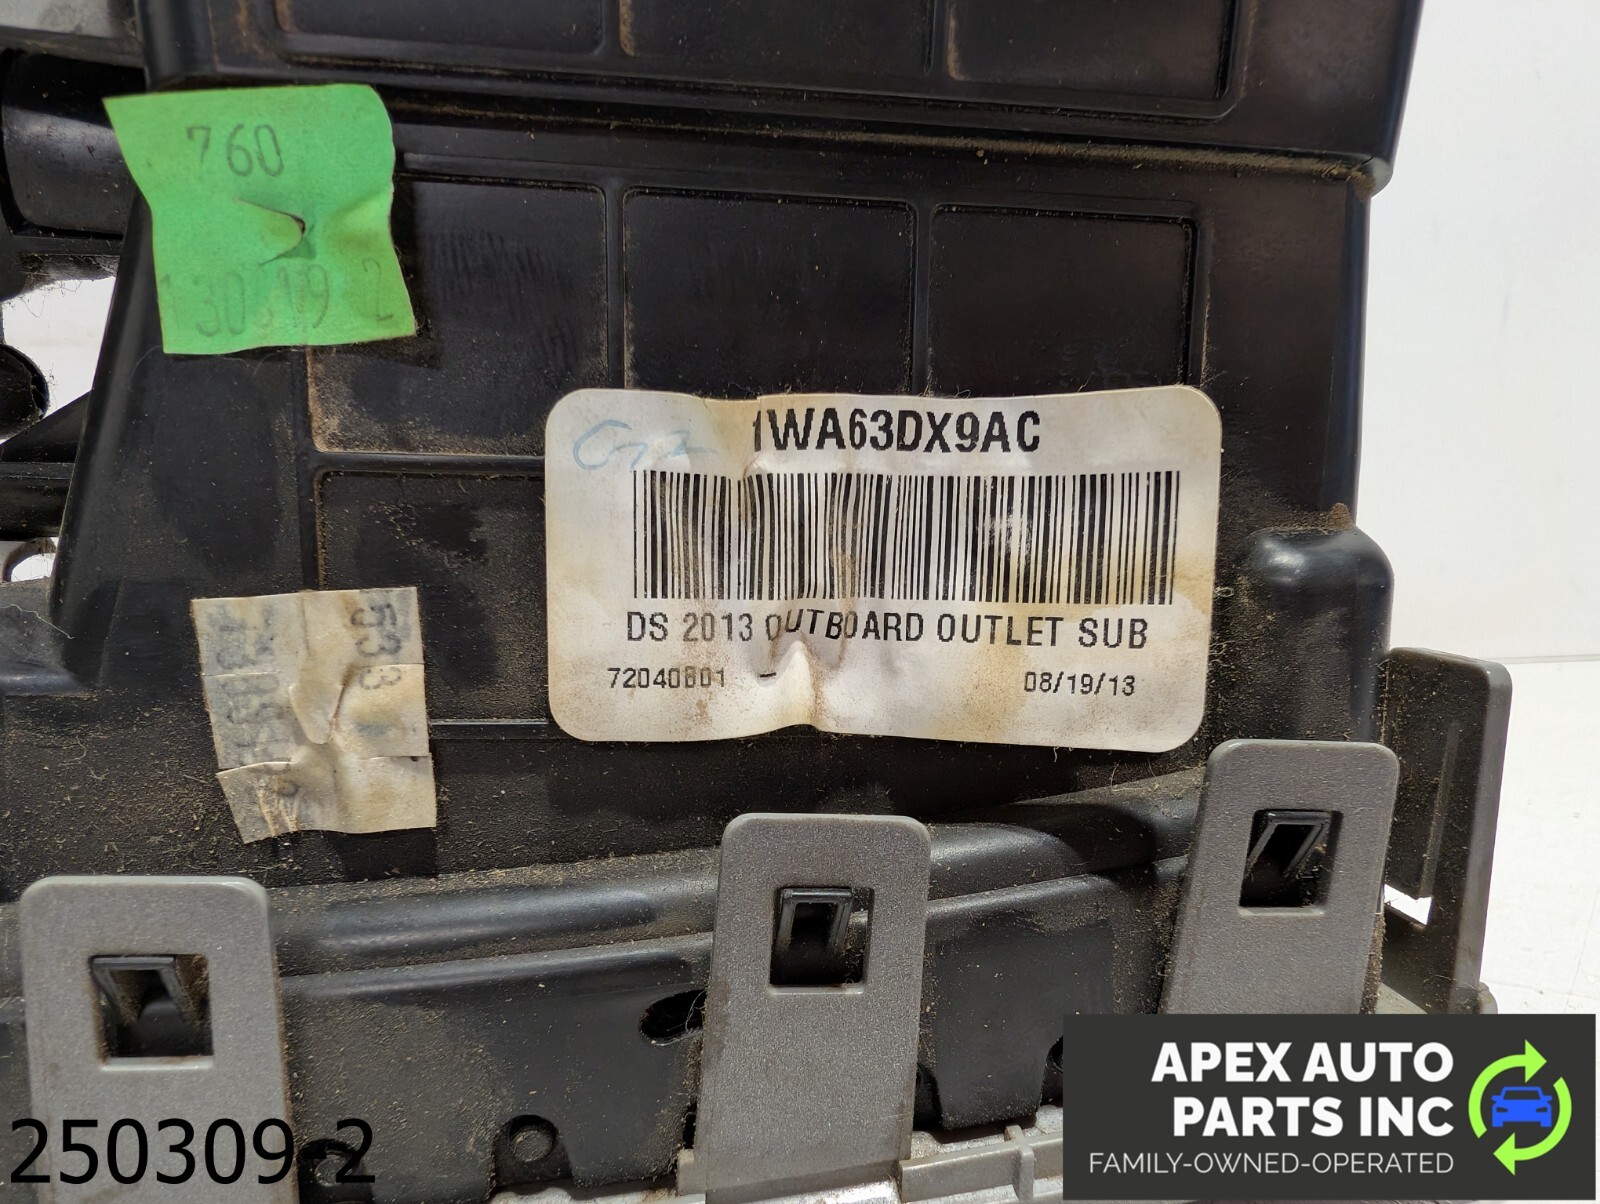 760
1WA63DX9AC
DS 2013 OUTBOARD OUTLET SUB
72040801 -
08/19/13
533
250309-2
APEX AUTO
PARTS INC
FAMILY-OWNED-OPERATED